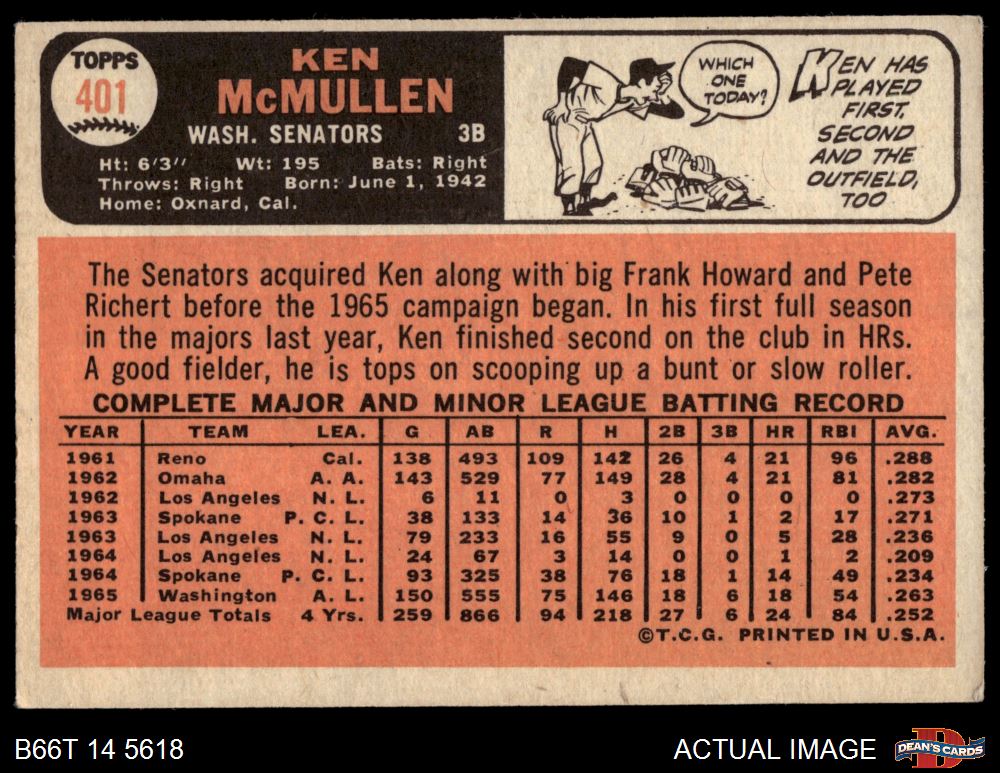 TOPPS
401
KEN
McMULLEN
WASH. SENATORS 3B
Ht: 6'3" Wt: 195 Bats: Right
Throws: Right Born: June 1, 1942
Home: Oxnard, Cal.
WHICH
ONE
TODAY?
KEN HAS
PLAYED
FIRST,
SECOND
AND THE
OUTFIELD,
TOO
The Senators acquired Ken along with big Frank Howard and Pete
Richert before the 1965 campaign began. In his first full season
in the majors last year, Ken finished second on the club in HRs.
A good fielder, he is tops on scooping up a bunt or slow roller.
COMPLETE MAJOR AND MINOR LEAGUE BATTING RECORD
YEAR TEAM LEA. G AB R H 2B 3B HR RBI AVG.
1961 Reno Cal. 138 493 109 142 26 4 21 96 .288
1962 Omaha A. A. 143 529 77 149 28 4 21 81 .282
1962 Los Angeles N. L. 6 11 0 3 0 0 0 0 .273
1963 Spokane P. C. L. 38 133 14 36 10 1 2 17 .271
1963 Los Angeles N. L. 79 233 16 55 9 0 5 28 .236
1964 Los Angeles N. L. 24 67 3 14 0 0 1 2 .209
1964 Spokane P. C. L. 93 325 38 76 18 1 14 49 .234
1965 Washington A. L. 150 555 75 146 18 6 18 54 .263
Major League Totals 4 Yrs. 259 866 94 218 27 6 24 84 .252
©T.C.G. PRINTED IN U.S.A.
B66T 14 5618 ACTUAL IMAGE
D
DEAN'S CARDS